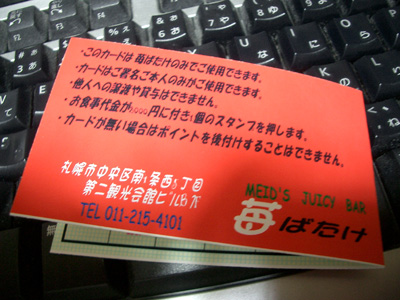 ・このカードは 苺ばたけのみでご使用できます。
・カードはご署名ご本人のみがご使用できます。
・他人への譲渡や貸与はできません。
・お食事代金が1,000円に付き1個のスタンプを押します。
・カードが無い場合はポイントを後付けすることはできません。
札幌市中央区南5条西5丁目
第二観光会館ビルB
TEL 011-215-4101
MEID'S JUICY BAR
苺ばたけ